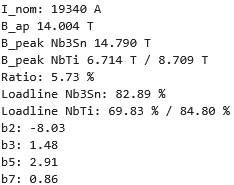 I_nom: 19340 A
B_ap 14.004 T
B_peak Nb3Sn 14.790 T
B_peak NbTi 6.714 T / 8.709 T
Ratio: 5.73 %
Loadline Nb3Sn: 82.89 %
Loadline NbTi: 69.83 % / 84.80 %
b2: -8.03
b3: 1.48
b5: 2.91
b7: 0.86